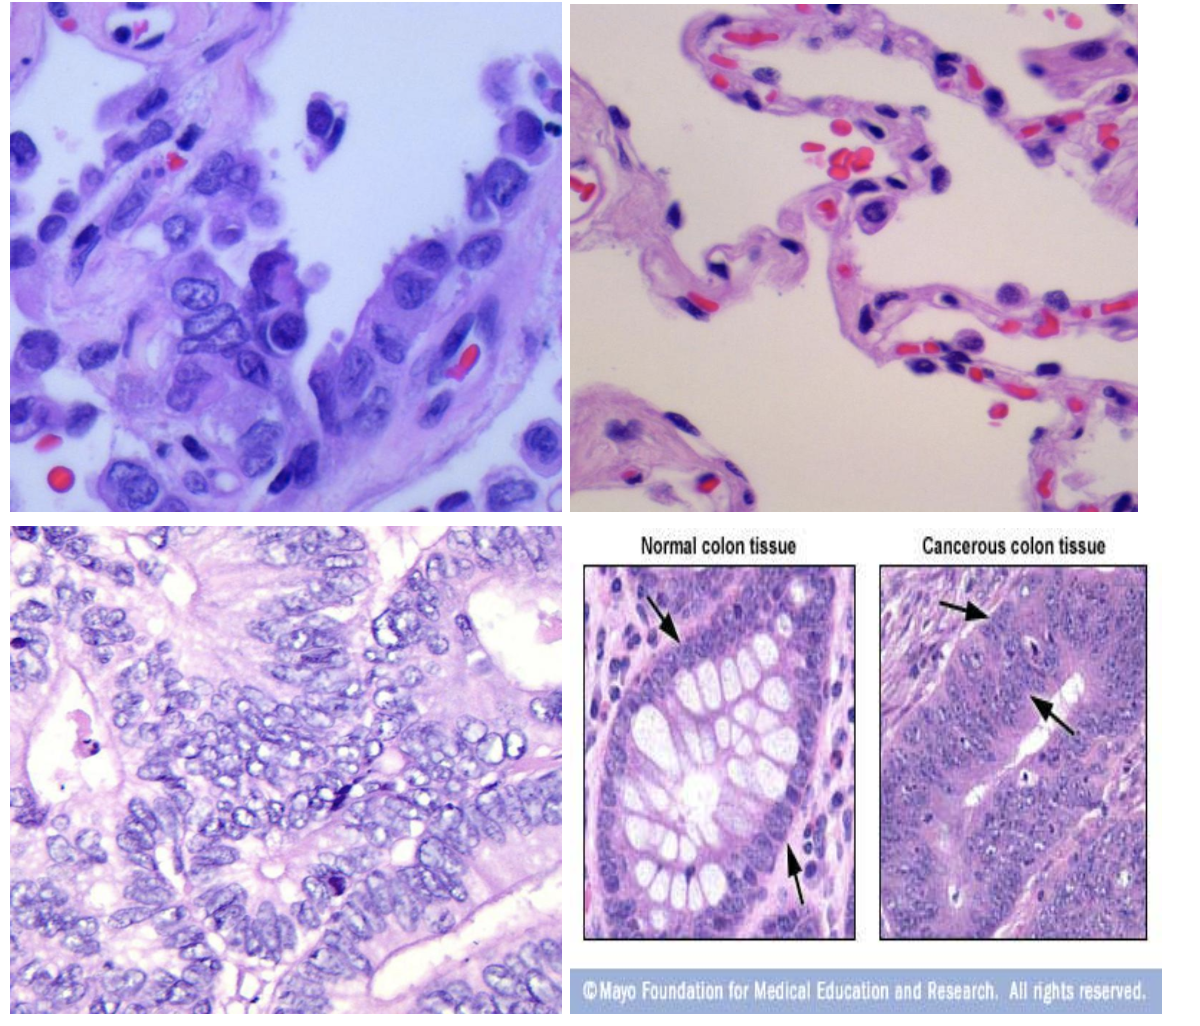 Normal colon tissue
Cancerous colon tissue
©Mayo Foundation for Medical Education and Research. All rights reserved.